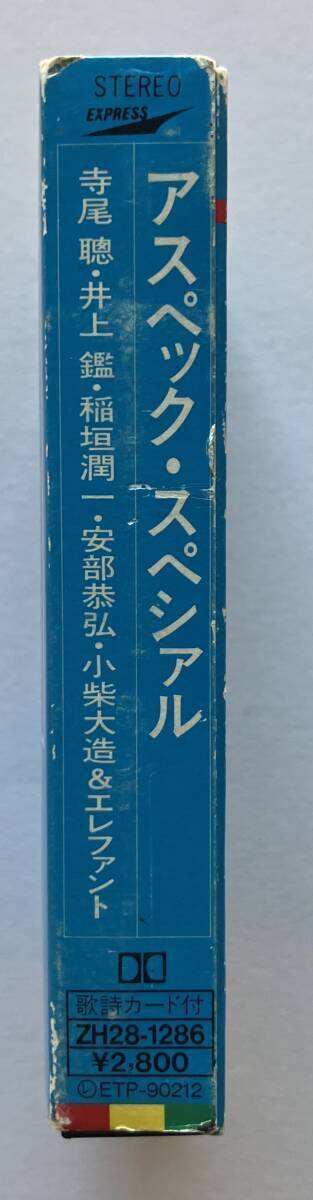 STEREO
EXPRESS
アスペック・スペシァル
寺尾 聰・井上 鑑・稲垣潤一・安部恭弘・小柴大造&エレファント
歌詩カード付
ZH28-1286
¥2,800
Ⓛ ETP-90212